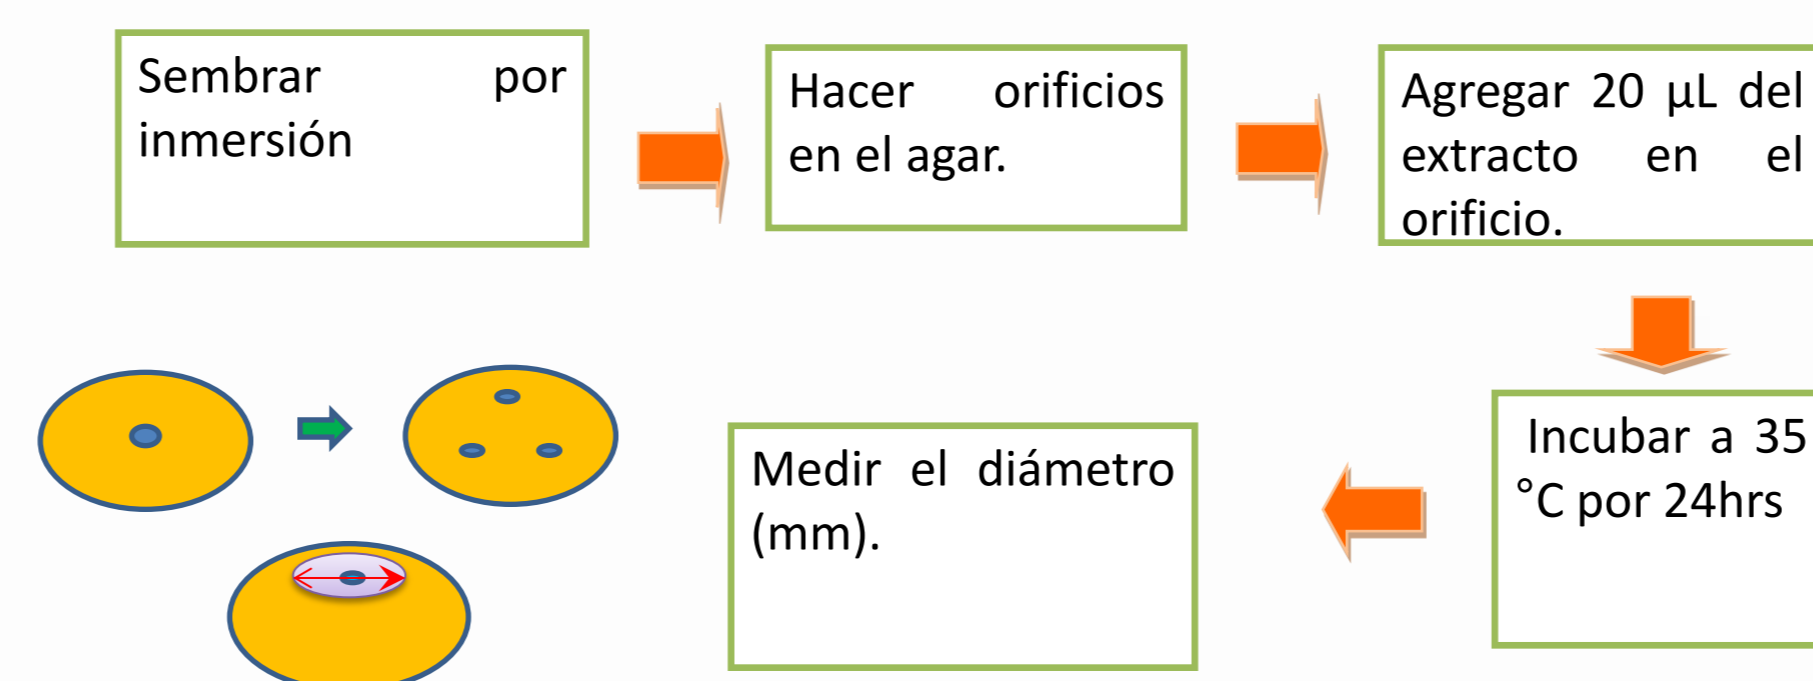 Sembrar por
inmersión
Hacer orificios
en el agar.
Agregar 20 µL del
extracto en el
orificio.
Incubar a 35
°C por 24hrs
Medir el diámetro
(mm).